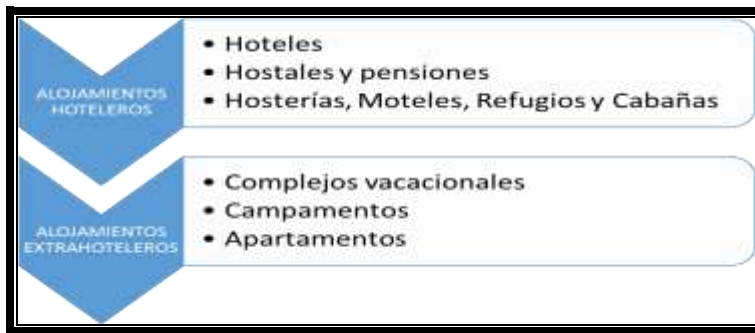 ALOJAMIENTOS
HOTELEROS
• Hoteles
• Hostales y pensiones
• Hosterías, Moteles, Refugios y Cabañas
ALOJAMIENTOS
EXTRAHOTELEROS
• Complejos vacacionales
• Campamentos
• Apartamentos